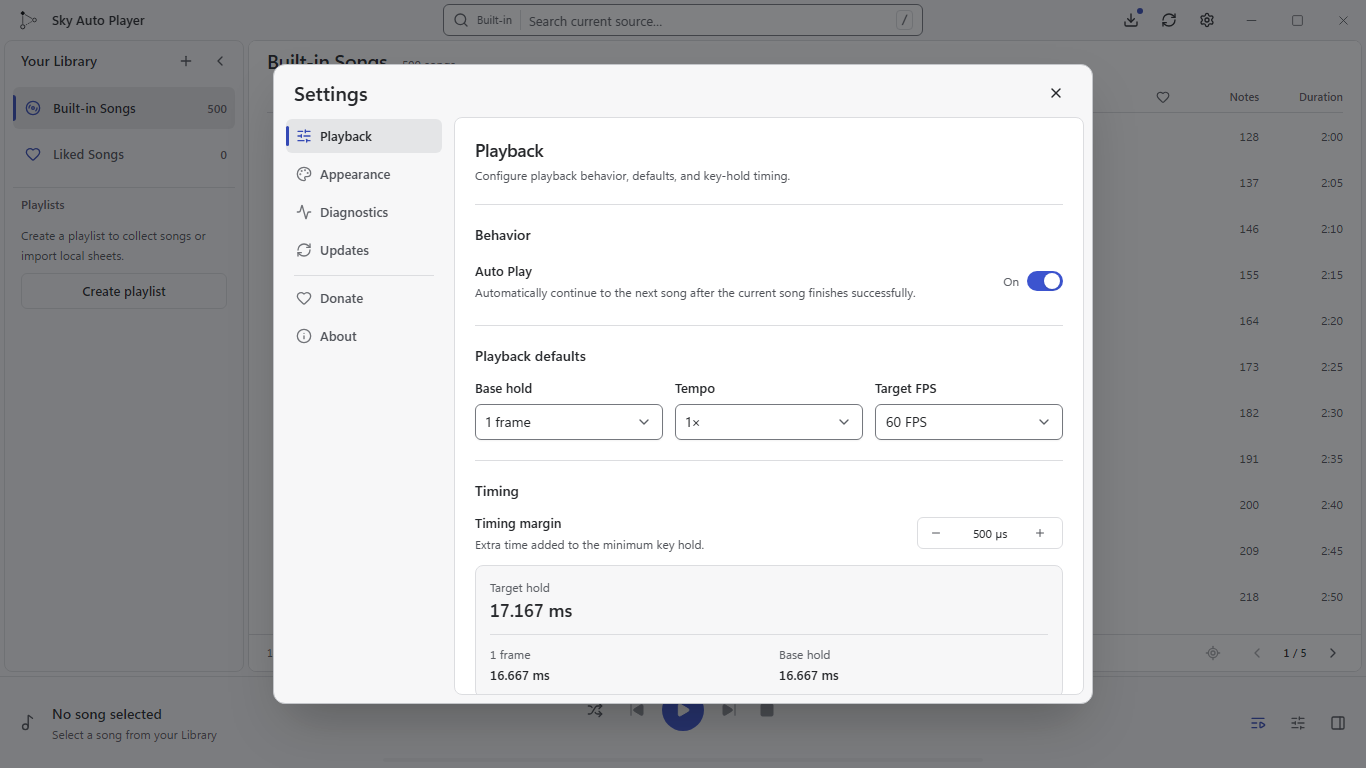 Sky Auto Player
Built-in
Search current source...
/
Your Library
Built-in Songs 500
Liked Songs 0
Playlists
Create a playlist to collect songs or
import local sheets.
Create playlist
Built-in Songs 500 songs
Notes Duration
128 2:00
137 2:05
146 2:10
155 2:15
164 2:20
173 2:25
182 2:30
191 2:35
200 2:40
209 2:45
218 2:50
1
1 / 5
Settings
Playback
Appearance
Diagnostics
Updates
Donate
About
Playback
Configure playback behavior, defaults, and key-hold timing.
Behavior
Auto Play
Automatically continue to the next song after the current song finishes successfully.
On
Playback defaults
Base hold Tempo Target FPS
1 frame 1× 60 FPS
Timing
Timing margin
Extra time added to the minimum key hold.
− 500 µs +
Target hold
17.167 ms
1 frame Base hold
16.667 ms 16.667 ms
No song selected
Select a song from your Library